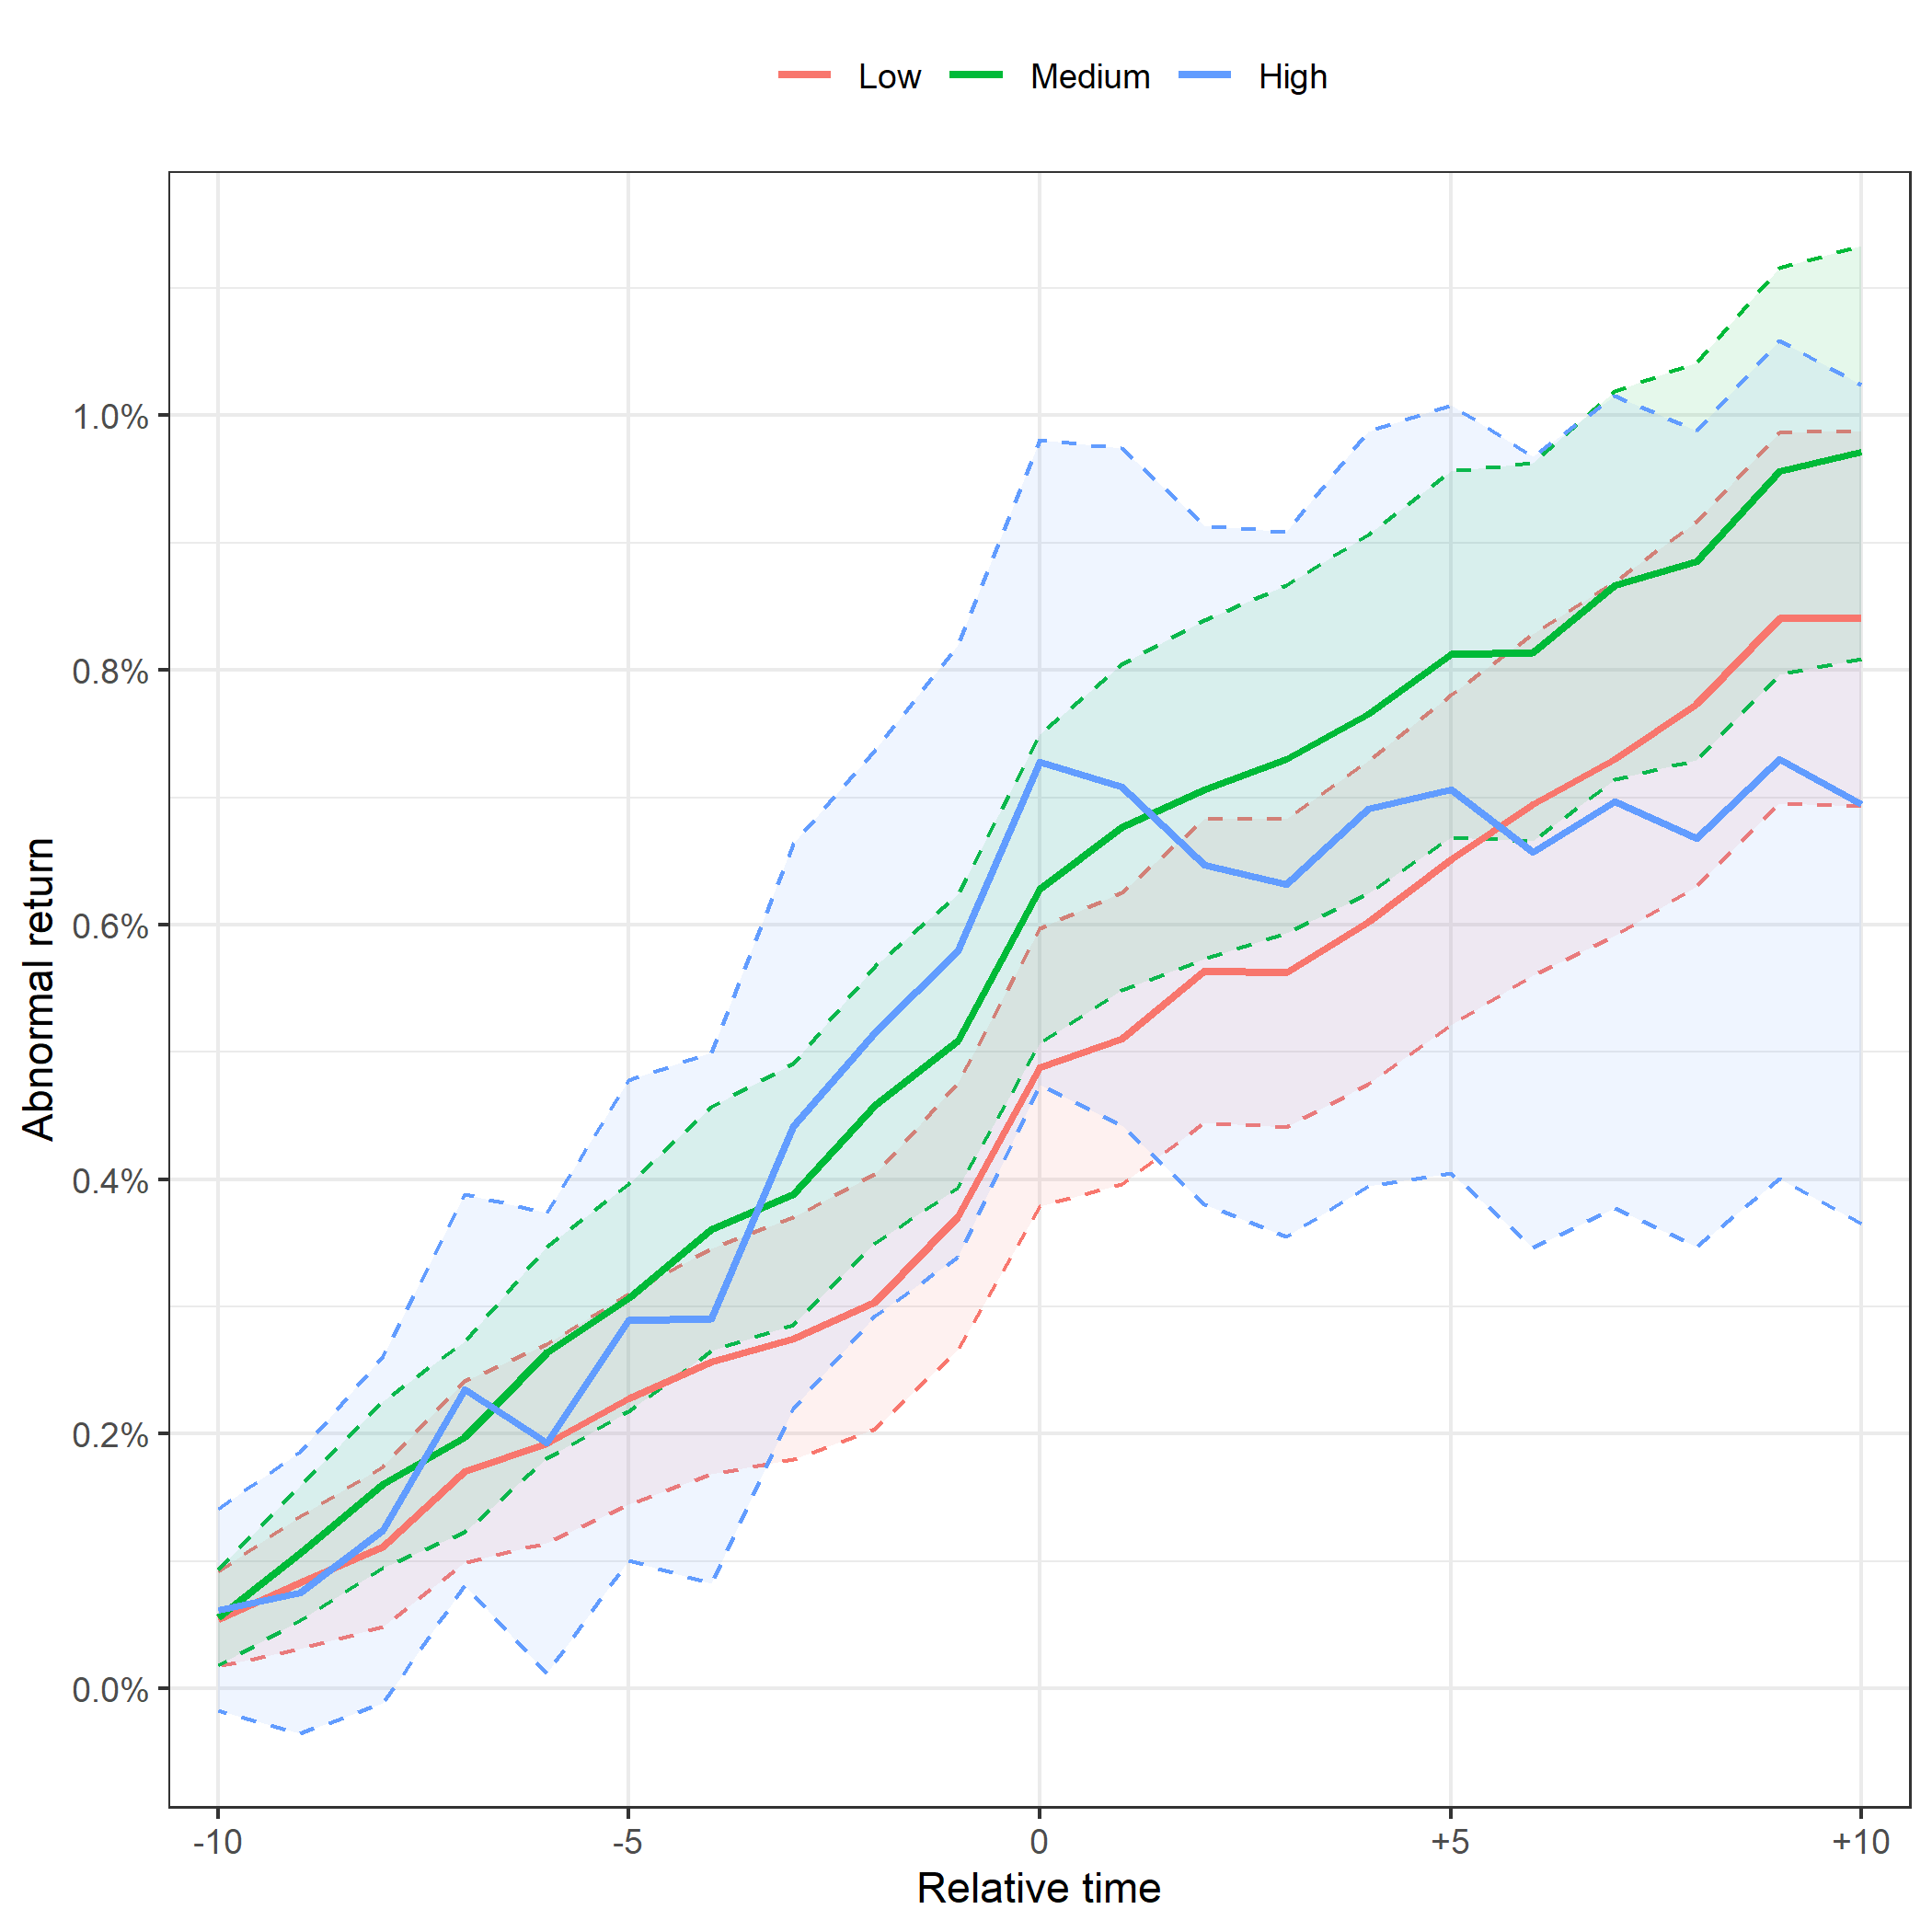 Low Medium High
Abnormal return
1.0%
0.8%
0.6%
0.4%
0.2%
0.0%
-10 -5 0 +5 +10
Relative time